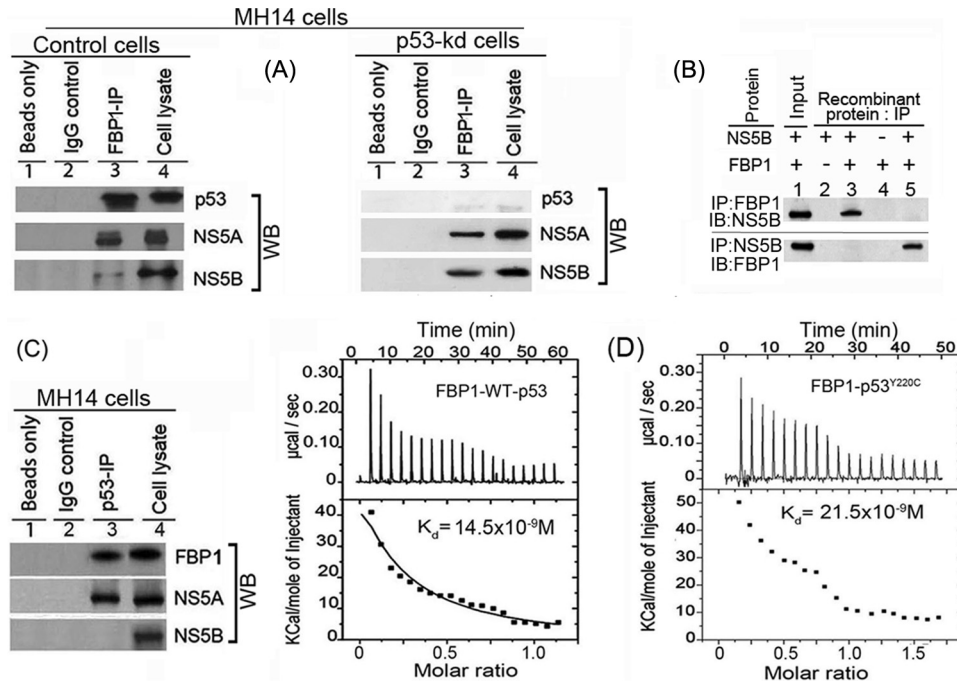 MH14 cells
Control cells
(A)
p53-kd cells
Beads only
IgG control
FBP1-IP
Cell lysate
1 2 3 4
p53
NS5A
NS5B
WB
Beads only
IgG control
FBP1-IP
Cell lysate
1 2 3 4
p53
NS5A
NS5B
WB
(B)
Protein
Input
Recombinant
protein : IP
NS5B + + + - +
FBP1 + - + + +
1 2 3 4 5
IP:FBP1
IB:NS5B
IP:NS5B
IB:FBP1
(C)
MH14 cells
Beads only
IgG control
p53-IP
Cell lysate
1 2 3 4
FBP1
NS5A
NS5B
WB
Time (min)
0 10 20 30 40 50 60
0.30
0.20
0.10
0
µcal / sec
FBP1-WT-p53
40
30
20
10
0
KCal/mole of Injectant
Kd= 14.5x10-9M
0 0.5 1.0
Molar ratio
(D)
Time (min)
0 10 20 30 40 50
0.30
0.20
0.10
0
µcal / sec
FBP1-p53Y220C
50
40
30
20
10
0
KCal/mole of Injectant
Kd= 21.5x10-9M
0 0.5 1.0 1.5
Molar ratio